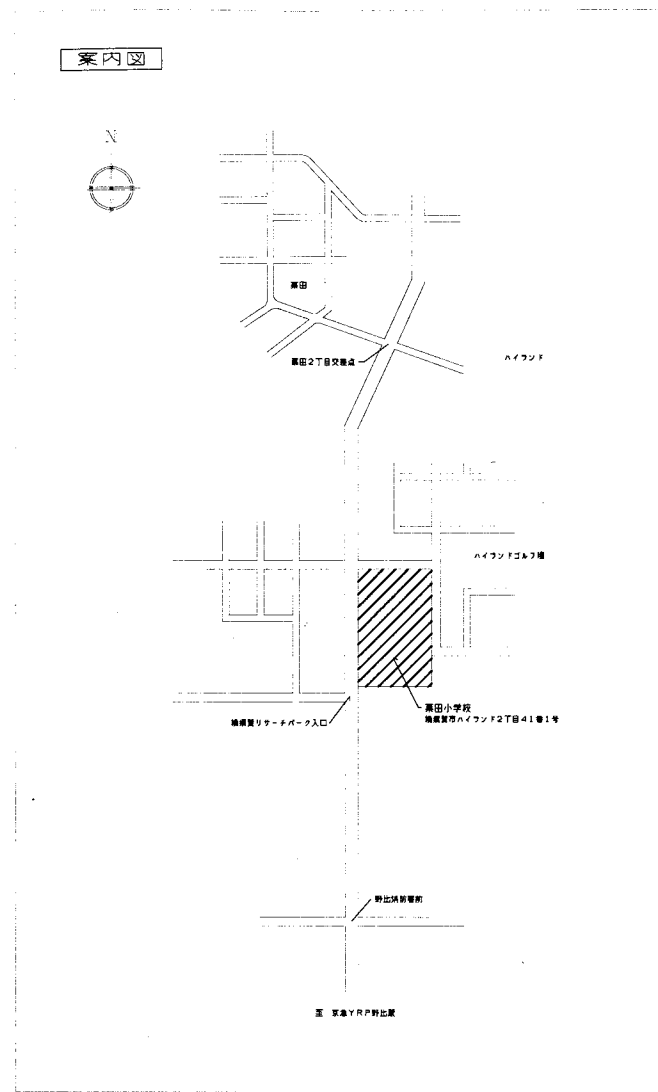 案内図
N
粟田
粟田2丁目交差点
ハイランド
ハイランドゴルフ場
粟田小学校
横須賀市ハイランド2丁目41番1号
横須賀リサーチパーク入口
野比消防署前
至 京急YRP野比駅